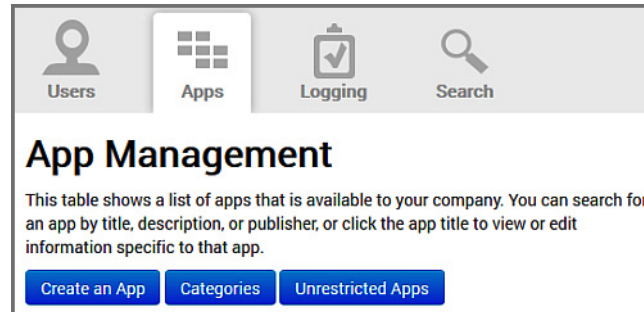 Users Apps Logging Search
App Management
This table shows a list of apps that is available to your company. You can search for
an app by title, description, or publisher, or click the app title to view or edit
information specific to that app.
Create an App Categories Unrestricted Apps